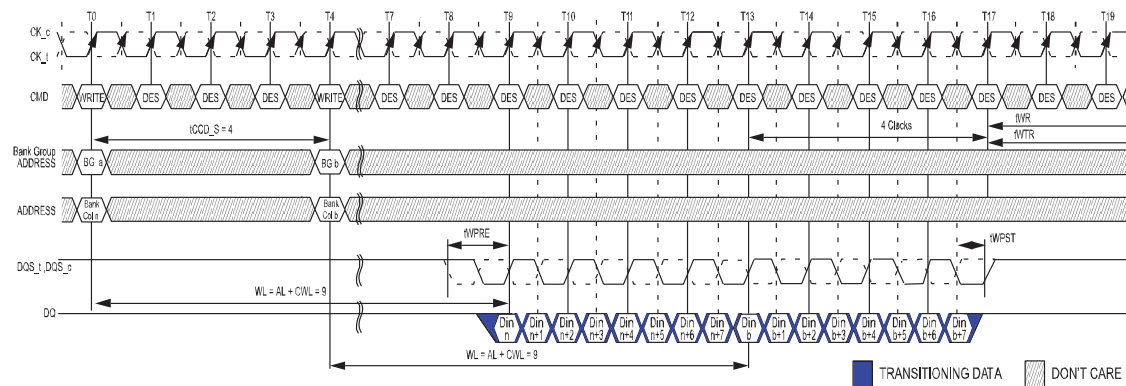 T0 T1 T2 T3 T4 T7 T8 T9 T10 T11 T12 T13 T14 T15 T16 T17 T18 T19
CK_c
CK_t
CMD WRITE DES DES DES WRITE DES DES DES DES DES DES DES DES DES DES DES DES DES
tCCD_S = 4
4 Clocks
tWR
tWTR
Bank Group
ADDRESS
BG a
BG b
ADDRESS
Bank
Col n
Bank
Col b
tWPRE
tWPST
DQS_t ,DQS_c
WL = AL + CWL = 9
DQ
Din Din Din Din Din Din Din Din Din Din Din Din Din Din Din Din
n n+1 n+2 n+3 n+4 n+5 n+6 n+7 b b+1 b+2 b+3 b+4 b+5 b+6 b+7
WL = AL + CWL = 9
TRANSITIONING DATA
DON'T CARE